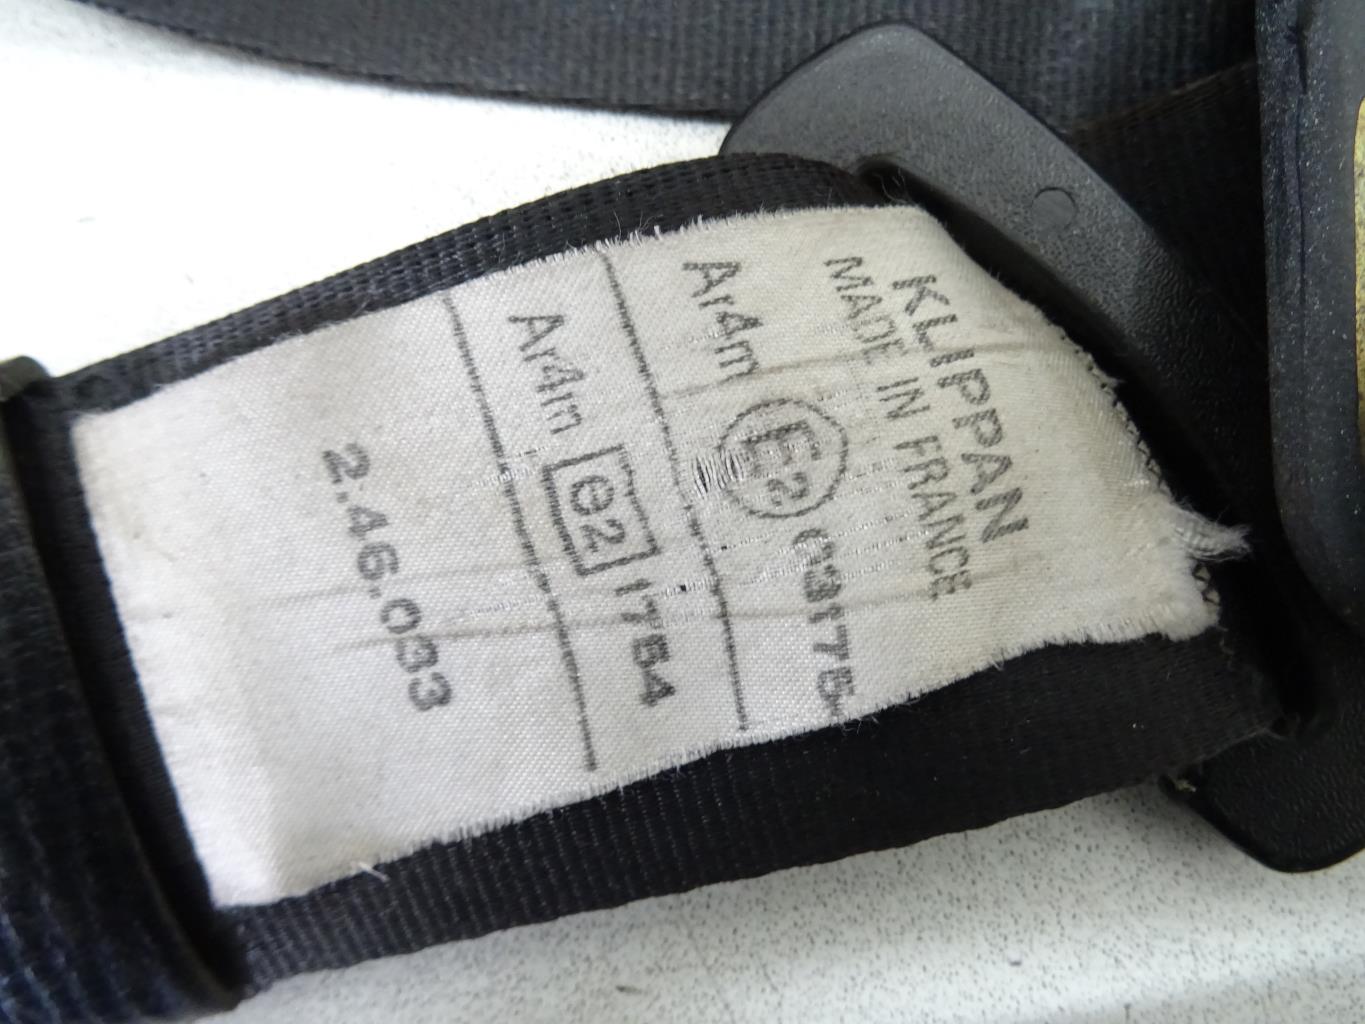 KLIPPAN
MADE IN FRANCE
Ar4m E2 03175
Ar4m e2 1754
2.46.033